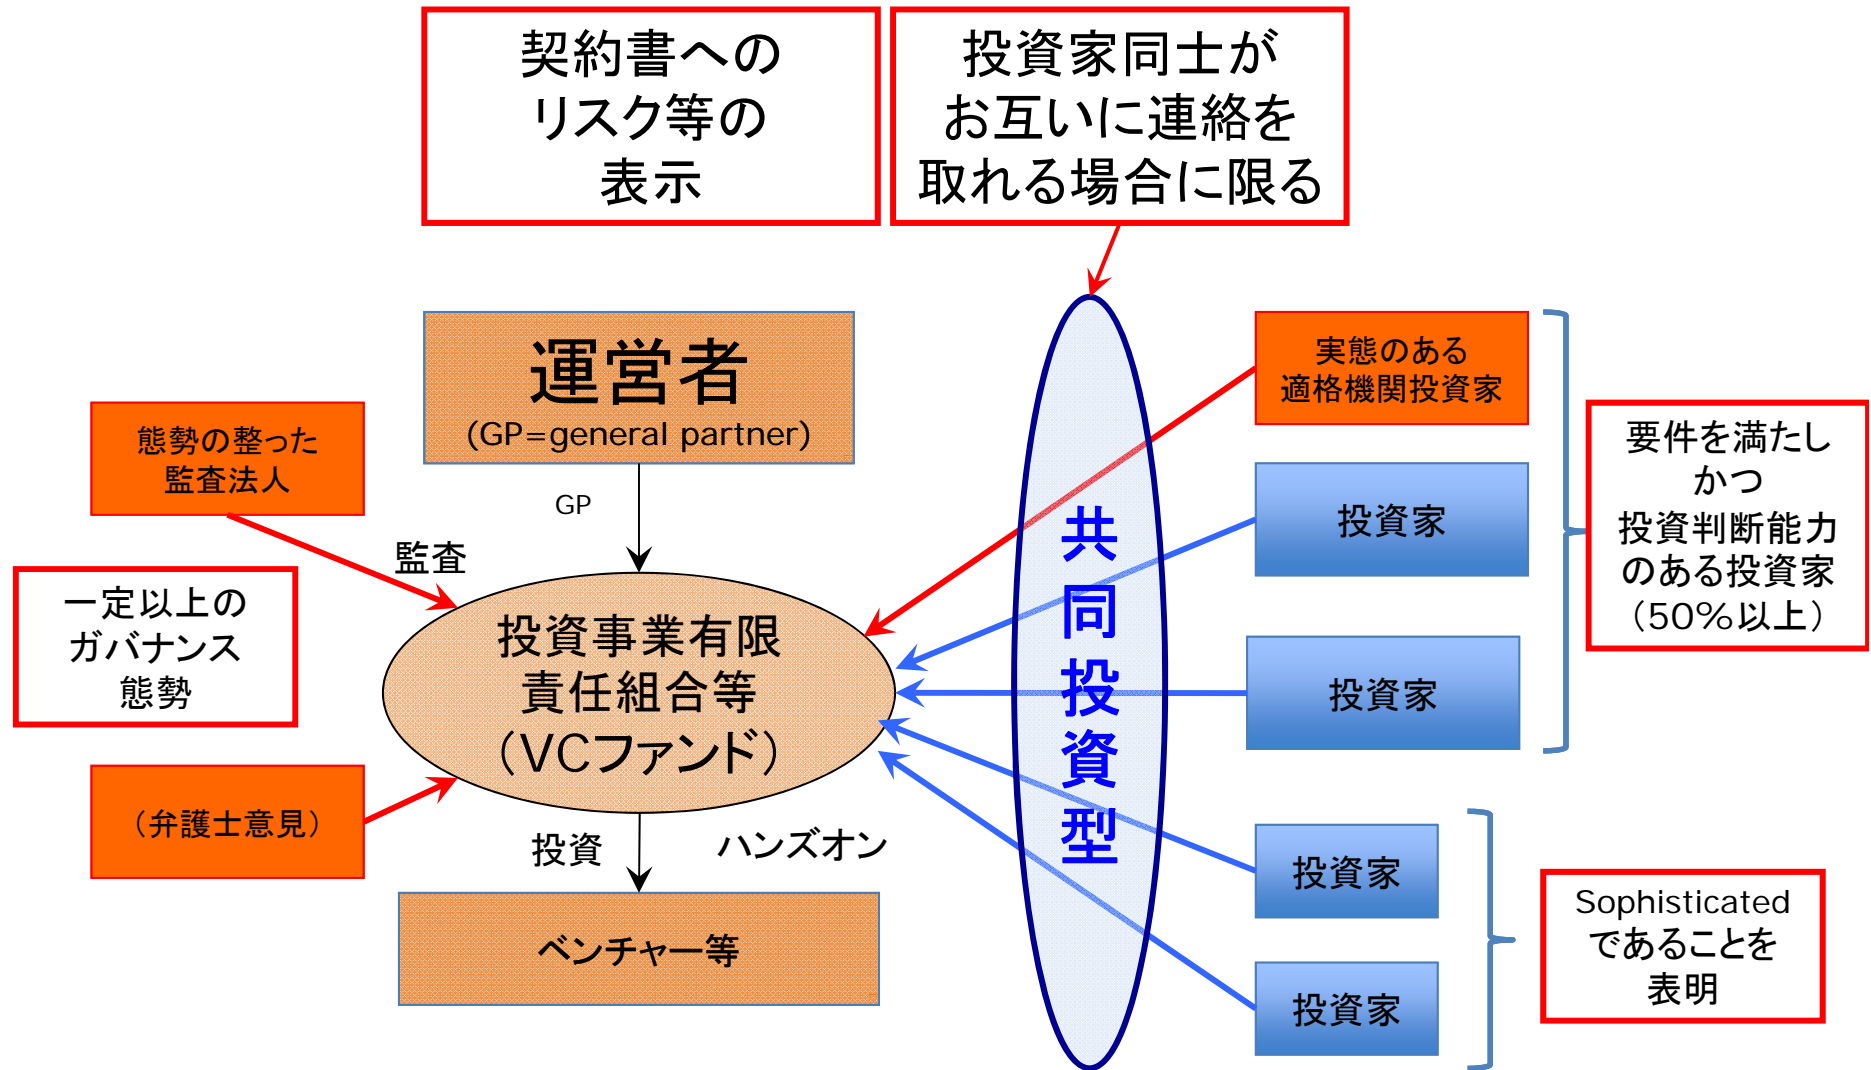 契約書への
リスク等の
表示
投資家同士が
お互いに連絡を
取れる場合に限る
運営者
(GP=general partner)
実態のある
適格機関投資家
態勢の整った
監査法人
要件を満たし
かつ
投資判断能力
のある投資家
（50%以上）
GP
投資家
監査
共同投資型
一定以上の
ガバナンス
態勢
投資事業有限
責任組合等
（VCファンド）
投資家
（弁護士意見）
投資
ハンズオン
投資家
ベンチャー等
投資家
Sophisticated
であることを
表明